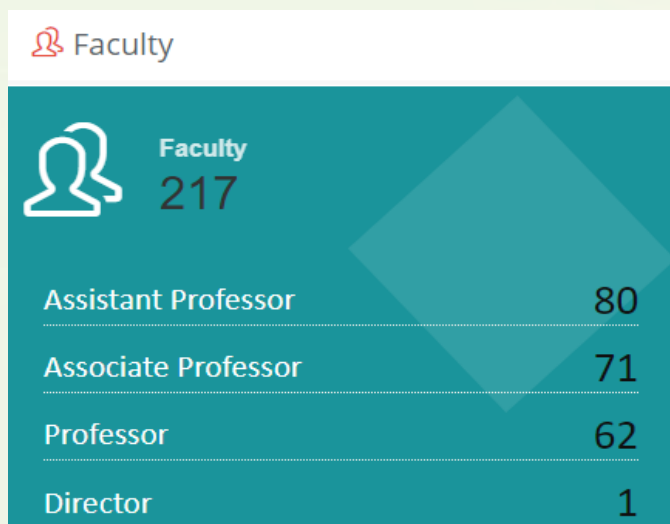 Faculty
Faculty
217
Assistant Professor 80
Associate Professor 71
Professor 62
Director 1